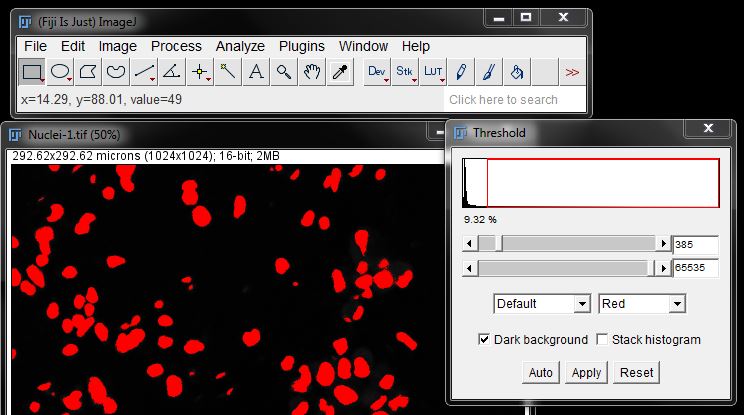 (Fiji Is Just) ImageJ
File Edit Image Process Analyze Plugins Window Help
A Dev Stk LUT >>
x=14.29, y=88.01, value=49 Click here to search
Nuclei-1.tif (50%)
292.62x292.62 microns (1024x1024); 16-bit; 2MB
Threshold
9.32 %
385
65535
Default Red
Dark background Stack histogram
Auto Apply Reset